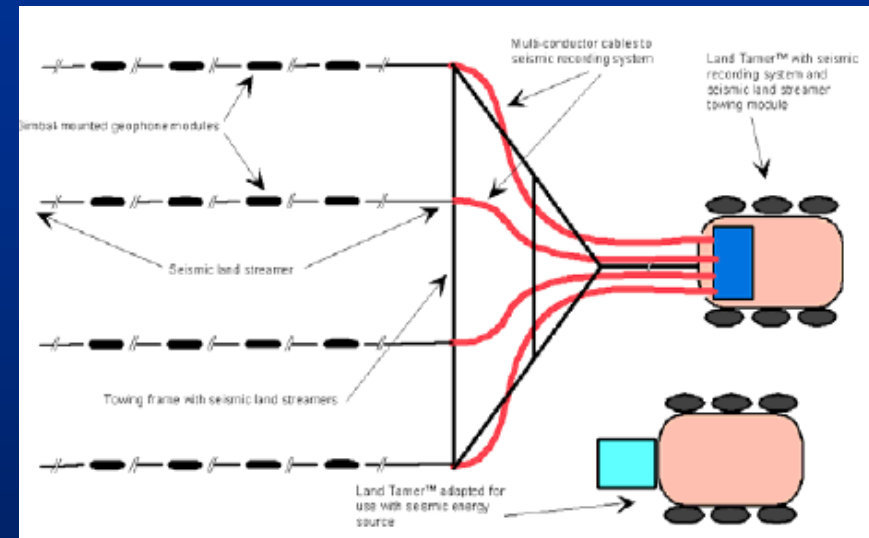 Multi-conductor cables to
seismic recording system
Land Tamer™ with seismic
recording system and
seismic land streamer
towing module
Gimbal-mounted geophone modules
Seismic land streamer
Towing frame with seismic land streamers
Land Tamer™ adapted for
use with seismic energy
source